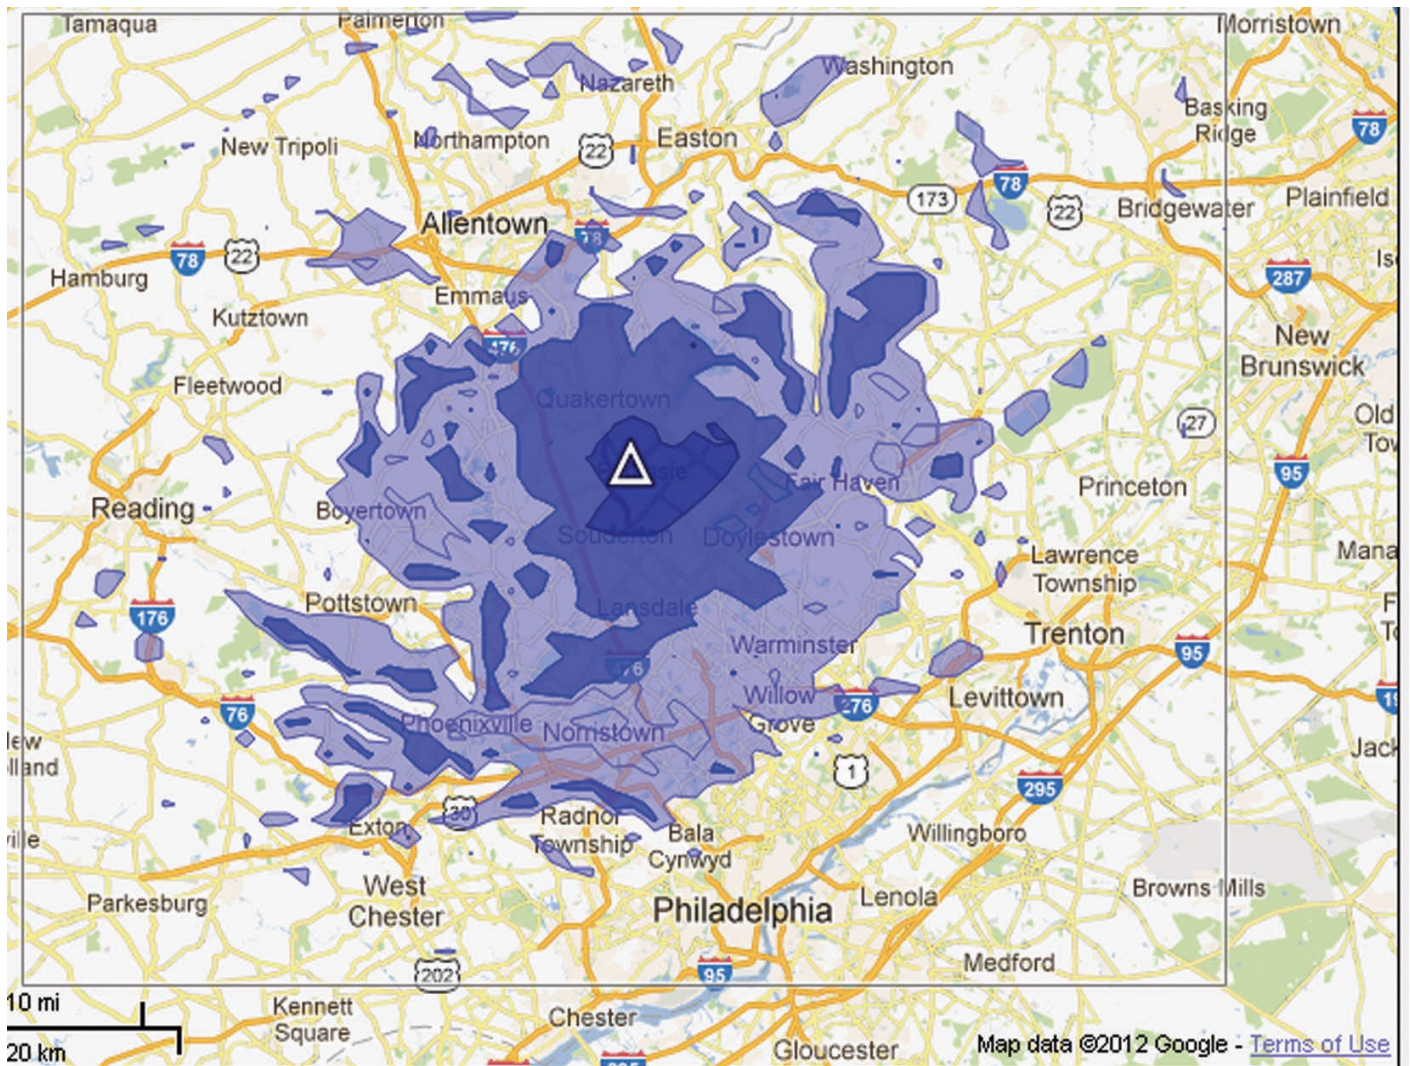 Tamaqua
Palmerton
Morristown
Nazareth
Washington
Basking
Ridge
78
New Tripoli
Northampton
22
Easton
78
173
22
Plainfield
Bridgewater
Allentown
78
78
22
Hamburg
287
Emmaus
Kutztown
476
New
Brunswick
Fleetwood
Quakertown
Old
27
95
Fair Haven
Princeton
Reading
Boyertown
Souderton
Doylestown
Mana
Lawrence
Township
Pottstown
Lansdale
176
Trenton
Warminster
95
Willow
Grove
276
Levittown
76
Phoenixville
Norristown
Jack
1
295
30
Exton
Radnor
Township
Bala
Cynwyd
Willingboro
West
Chester
Lenola
Browns Mills
Parkesburg
Philadelphia
202
95
Medford
10 mi
20 km
Kennett
Square
Chester
Gloucester
Map data ©2012 Google - Terms of Use